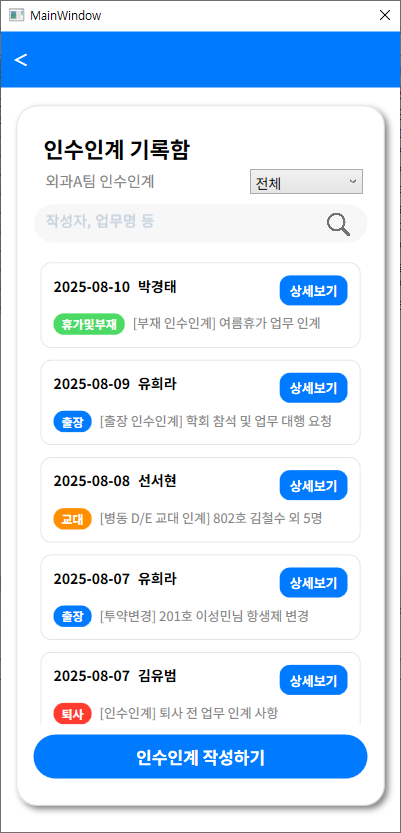 MainWindow
<
인수인계 기록함
외과A팀 인수인계
전체
작성자, 업무명 등
2025-08-10 박경태
상세보기
휴가및부재 [부재 인수인계] 여름휴가 업무 인계
2025-08-09 유희라
상세보기
출장 [출장 인수인계] 학회 참석 및 업무 대행 요청
2025-08-08 선서현
상세보기
교대 [병동 D/E 교대 인계] 802호 김철수 외 5명
2025-08-07 유희라
상세보기
출장 [투약변경] 201호 이성민님 항생제 변경
2025-08-07 김유범
상세보기
퇴사 [인수인계] 퇴사 전 업무 인계 사항
인수인계 작성하기